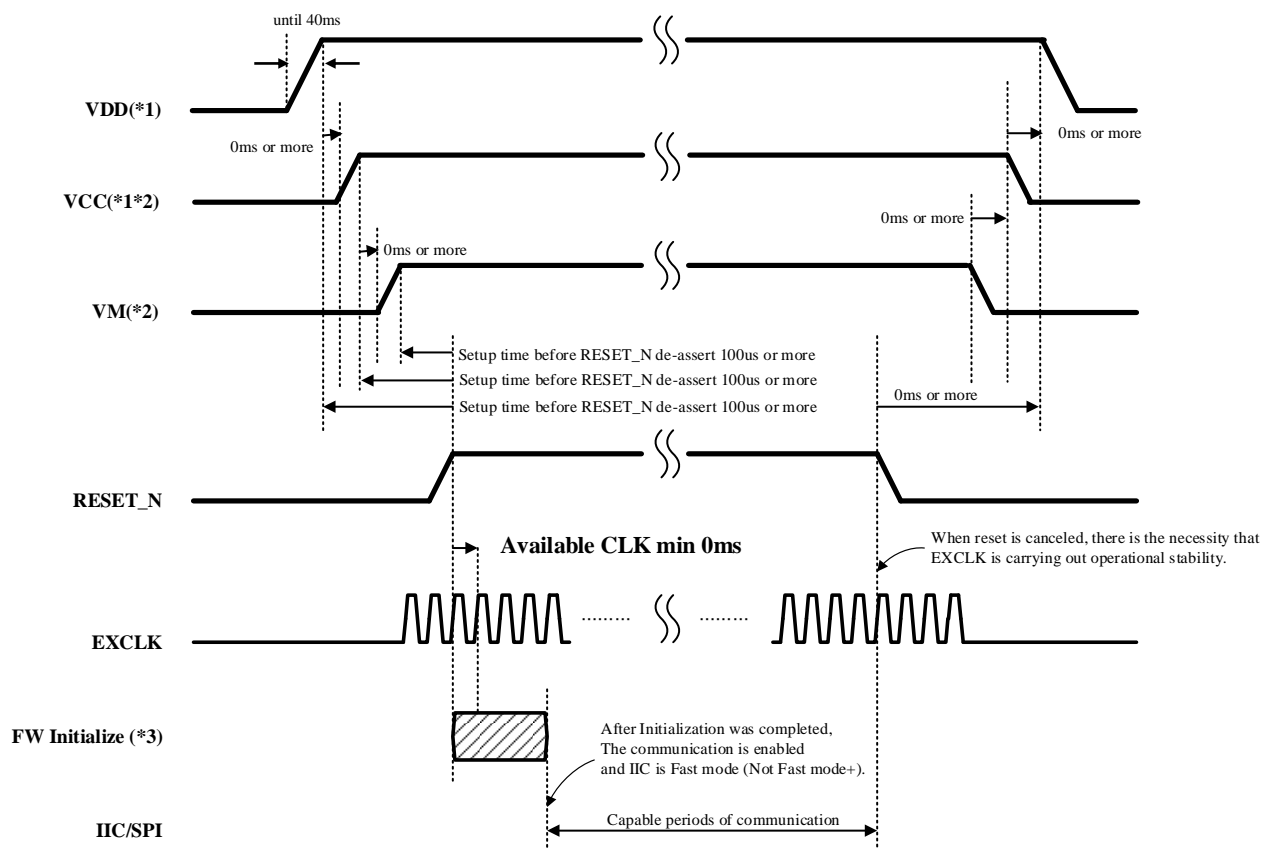 until 40ms
VDD(*1)
0ms or more
0ms or more
VCC(*1*2)
0ms or more
0ms or more
VM(*2)
Setup time before RESET_N de-assert 100us or more
Setup time before RESET_N de-assert 100us or more
Setup time before RESET_N de-assert 100us or more
0ms or more
RESET_N
Available CLK min 0ms
When reset is canceled, there is the necessity that
EXCLK is carrying out operational stability.
EXCLK
FW Initialize (*3)
After Initialization was completed,
The communication is enabled
and IIC is Fast mode (Not Fast mode+).
IIC/SPI
Capable periods of communication